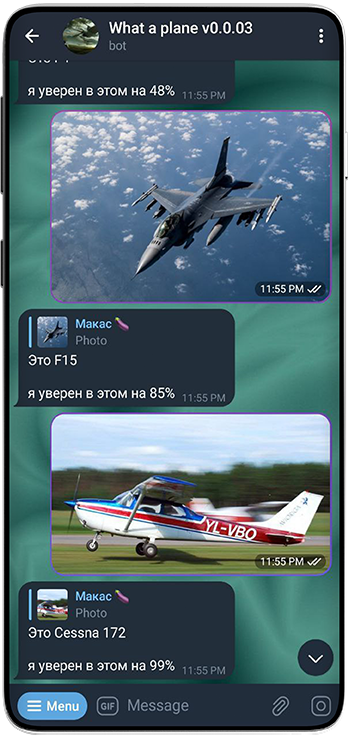 What a plane v0.0.03
bot
я уверен в этом на 48% 11:55 PM
11:55 PM
Макас🍆
Photo
Это F15
я уверен в этом на 85% 11:55 PM
YL-VBO
11:55 PM
Макас🍆
Photo
Это Cessna 172
я уверен в этом на 99% 11:55 PM
Menu
GIF
Message